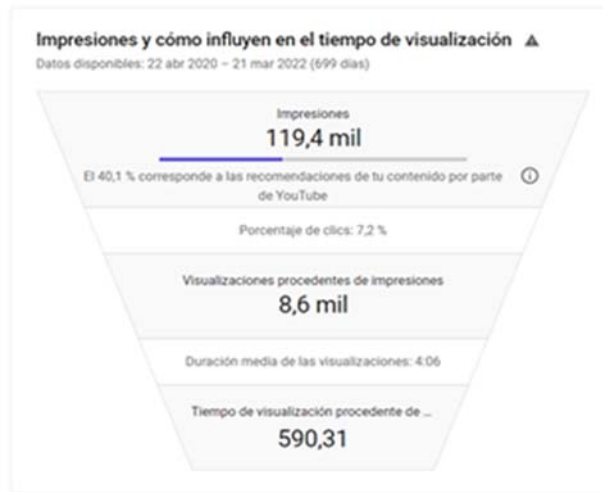 Impresiones y cómo influyen en el tiempo de visualización
Datos disponibles: 22 abr 2020 – 21 mar 2022 (699 días)
Impresiones
119,4 mil
El 40,1 % corresponde a las recomendaciones de tu contenido por parte
de YouTube
Porcentaje de clics: 7,2 %
Visualizaciones procedentes de impresiones
8,6 mil
Duración media de las visualizaciones: 4:06
Tiempo de visualización procedente de ...
590,31